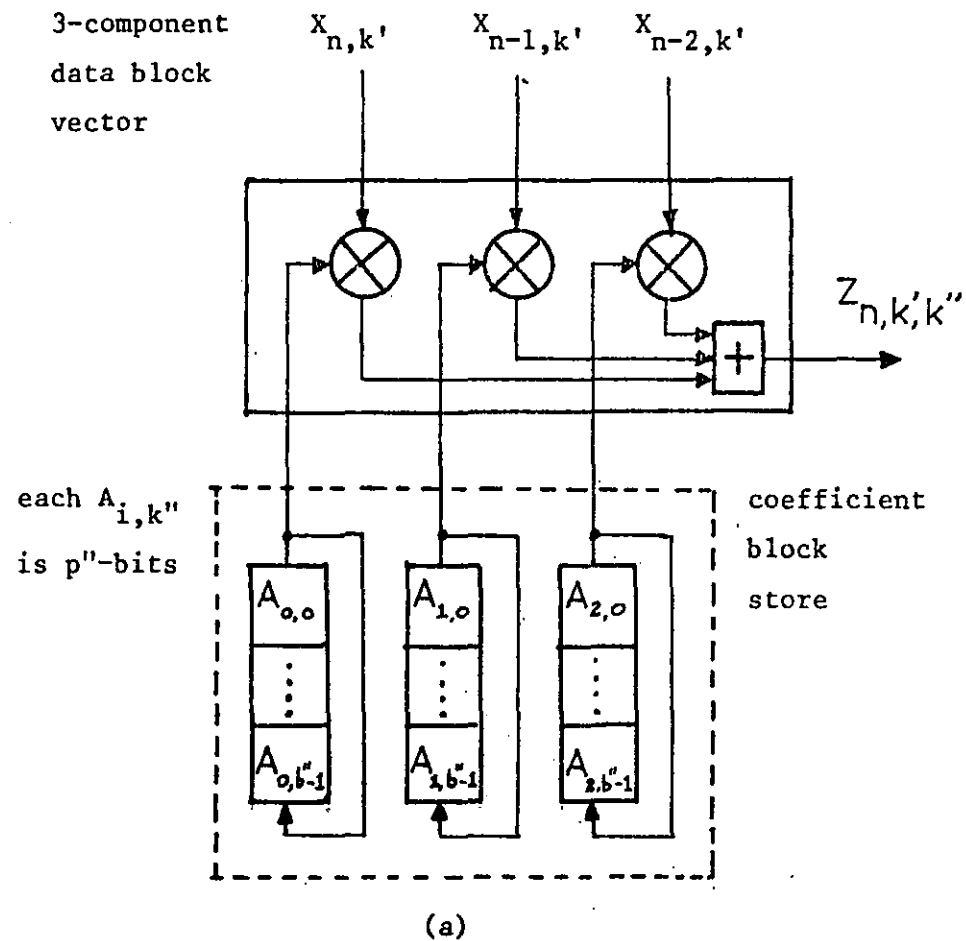 3-component
data block
vector
X_{n,k'}
X_{n-1,k'}
X_{n-2,k'}
Z_{n,k',k"}
+
each A_{i,k"}
is p"-bits
coefficient
block
store
A_{0,0}
A_{1,0}
A_{2,0}
A_{0,b"-1}
A_{1,b"-1}
A_{2,b"-1}
(a)